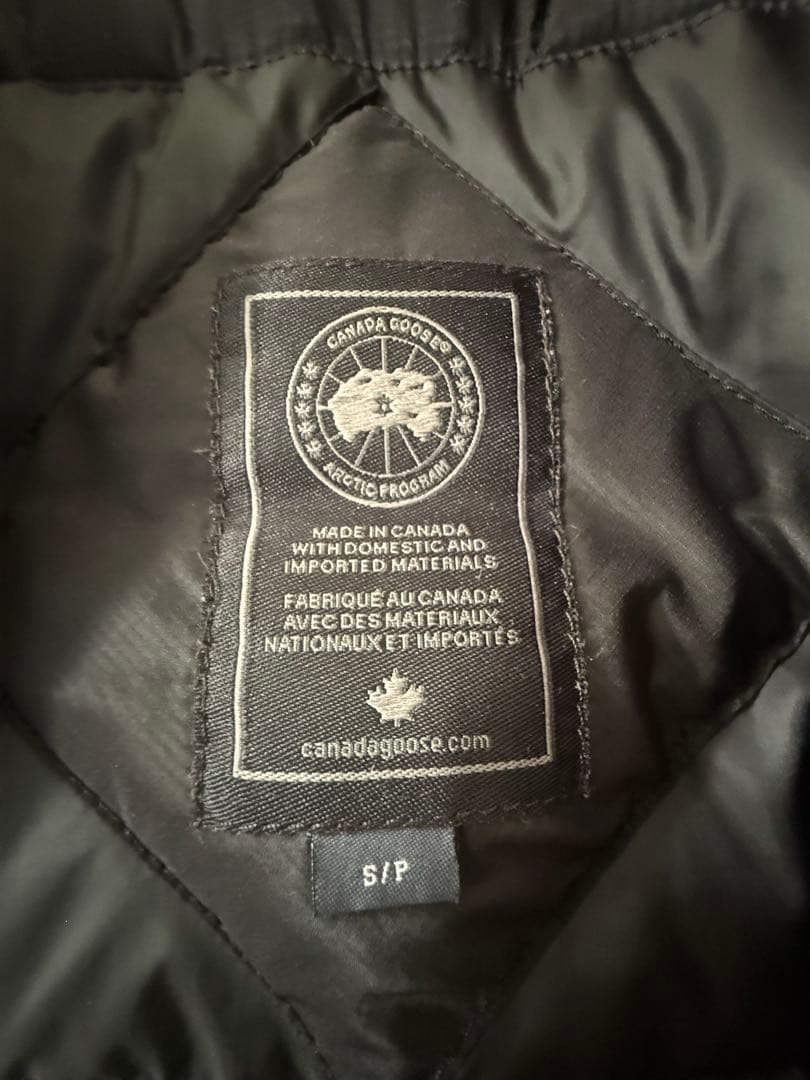 CANADA GOOSE®
ARCTIC PROGRAM
MADE IN CANADA
WITH DOMESTIC AND
IMPORTED MATERIALS
FABRIQUÉ AU CANADA
AVEC DES MATERIAUX
NATIONAUX ET IMPORTÉS
canadagoose.com
S/P